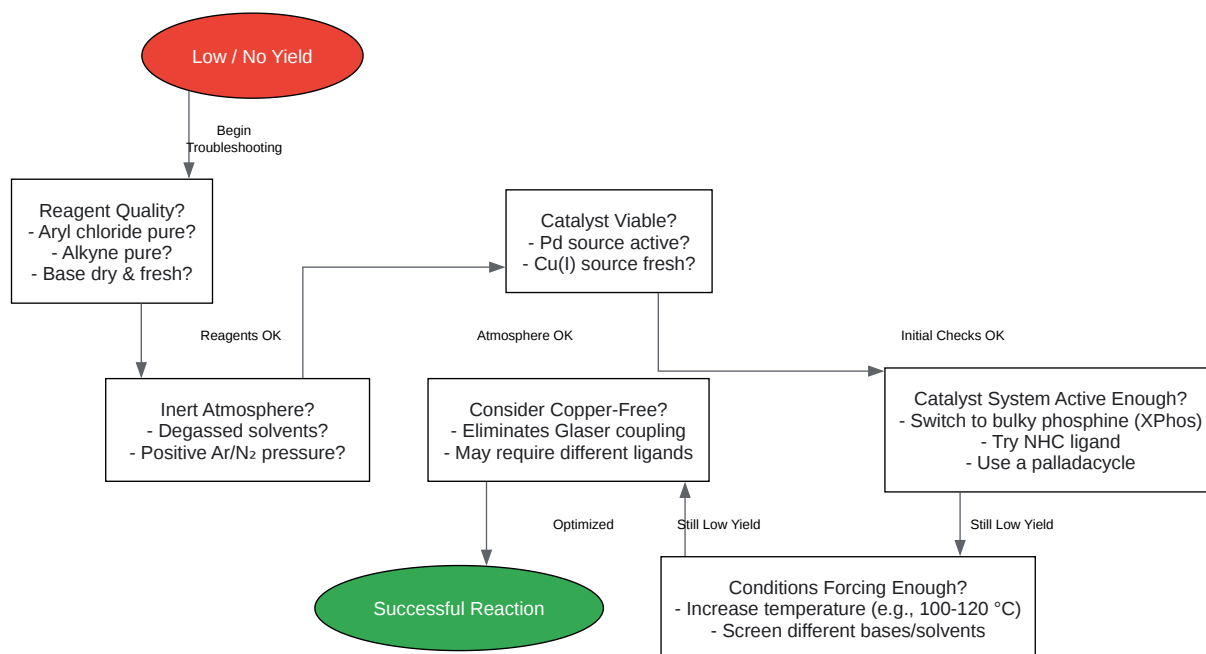 Low / No Yield
Begin
Troubleshooting
Reagent Quality?
- Aryl chloride pure?
- Alkyne pure?
- Base dry & fresh?
Reagents OK
Inert Atmosphere?
- Degassed solvents?
- Positive Ar/N₂ pressure?
Atmosphere OK
Catalyst Viable?
- Pd source active?
- Cu(I) source fresh?
Initial Checks OK
Catalyst System Active Enough?
- Switch to bulky phosphine (XPhos)
- Try NHC ligand
- Use a palladacycle
Still Low Yield
Conditions Forcing Enough?
- Increase temperature (e.g., 100-120 °C)
- Screen different bases/solvents
Still Low Yield
Consider Copper-Free?
- Eliminates Glaser coupling
- May require different ligands
Optimized
Successful Reaction